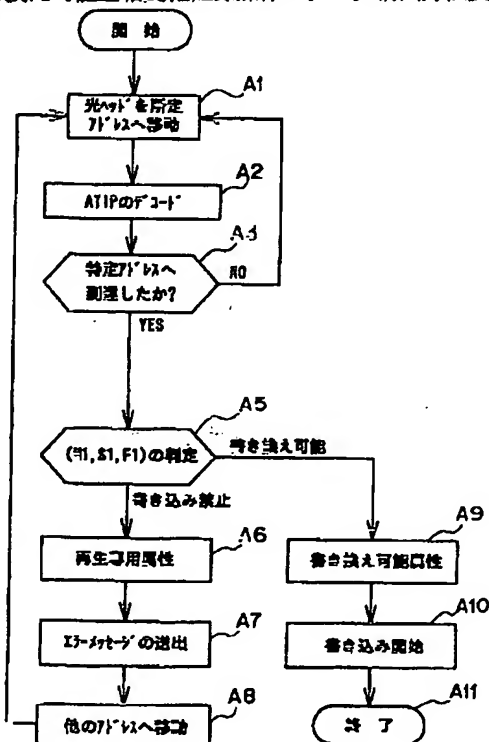 開 始
A1
光ヘッドを所定
アドレスへ移動
A2
ATIPのデコード
特定アドレスへ
到達したか?
NO
YES
A5
(M1,S1,F1)の判定
書き換え可能
書き込み禁止
A6
再生専用属性
A9
書き換え可能属性
A7
エラーメッセージの送出
A10
書き込み開始
A8
他のアドレスへ移動
A11
終 了